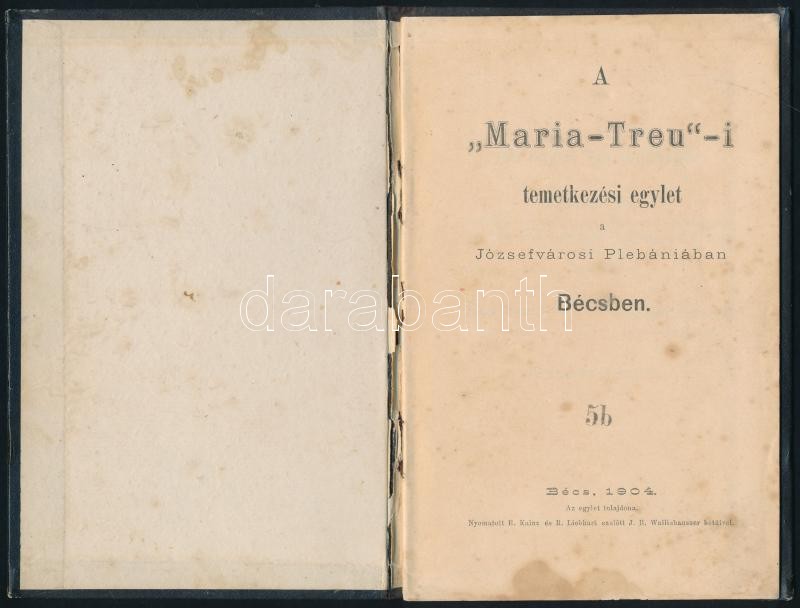 A
„Maria-Treu“-i
temetkezési egylet
a
Józsefvárosi Plebániában
Bécsben.
darabanth
5b
Bécs, 1904.
Az egylet tulajdona.
Nyomatott R. Kainz és R. Liebhart ezelőtt J. B. Wallishausser betűivel.